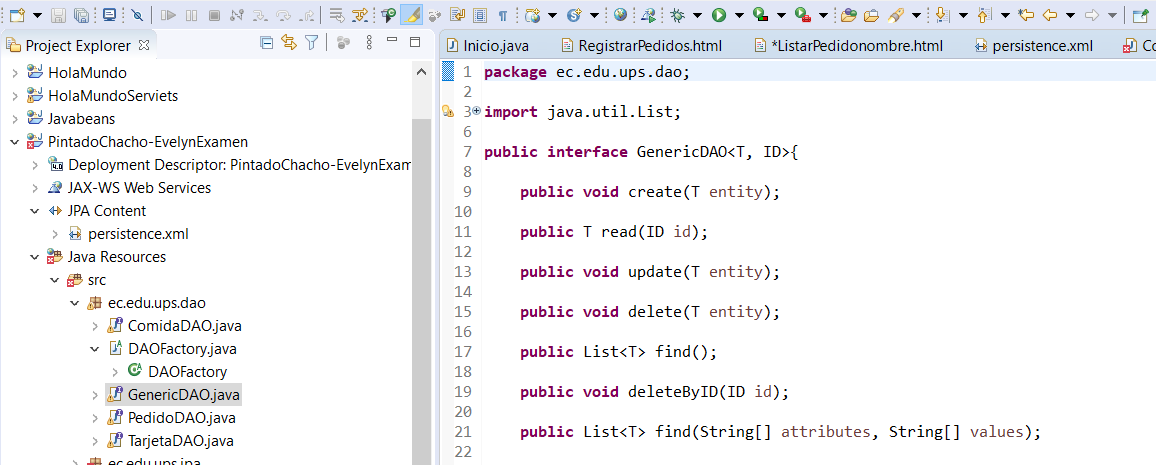 Project Explorer
HolaMundo
HolaMundoServiets
Javabeans
PintadoChacho-EvelynExamen
Deployment Descriptor: PintadoChacho-EvelynExam
JAX-WS Web Services
JPA Content
persistence.xml
Java Resources
src
ec.edu.ups.dao
ComidaDAO.java
DAOFactory.java
DAOFactory
GenericDAO.java
PedidoDAO.java
TarjetaDAO.java
ec.edu.ups.jpa
Inicio.java
RegistrarPedidos.html
*ListarPedidonombre.html
persistence.xml
1 package ec.edu.ups.dao;
2
3 import java.util.List;
6
7 public interface GenericDAO<T, ID>{
8
9 public void create(T entity);
10
11 public T read(ID id);
12
13 public void update(T entity);
14
15 public void delete(T entity);
16
17 public List<T> find();
18
19 public void deleteByID(ID id);
20
21 public List<T> find(String[] attributes, String[] values);
22